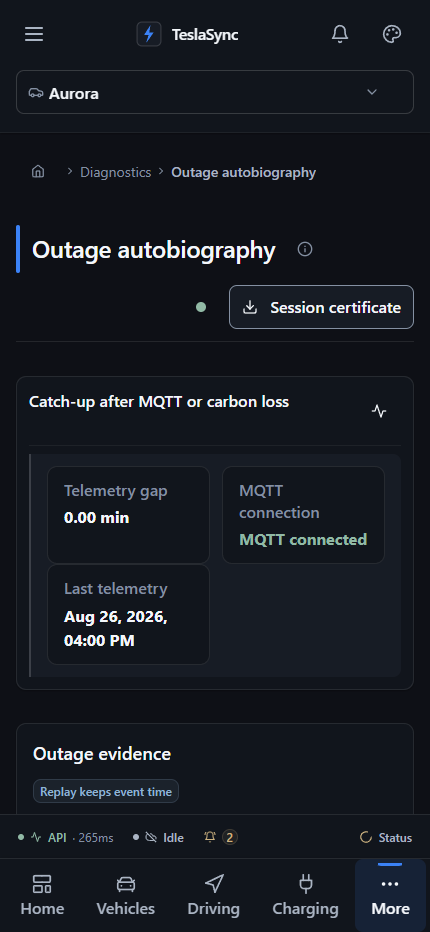 TeslaSync
Aurora
Diagnostics
Outage autobiography
Outage autobiography
Session certificate
Catch-up after MQTT or carbon loss
Telemetry gap
0.00 min
MQTT
connection
MQTT connected
Last telemetry
Aug 26, 2026,
04:00 PM
Outage evidence
Replay keeps event time
API · 265ms
Idle
2
Status
Home
Vehicles
Driving
Charging
More